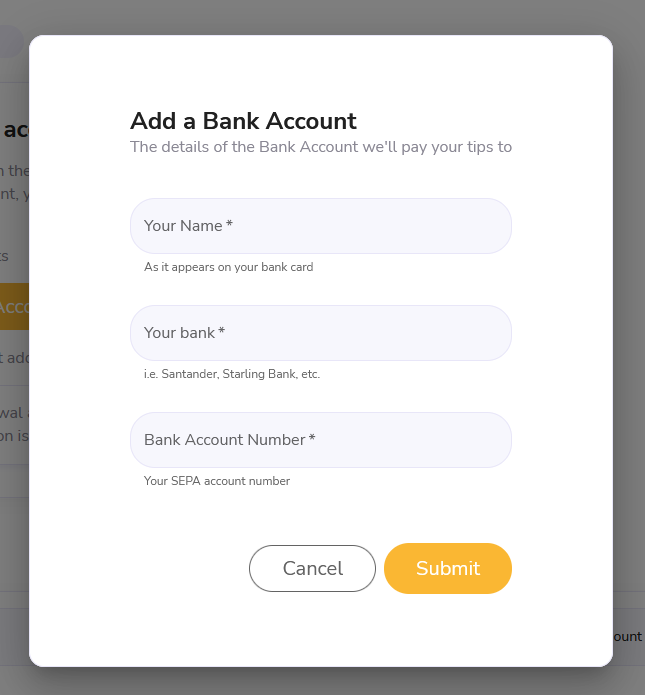 Add a Bank Account
The details of the Bank Account we'll pay your tips to
Your Name *
As it appears on your bank card
Your bank *
i.e. Santander, Starling Bank, etc.
Bank Account Number *
Your SEPA account number
Cancel
Submit